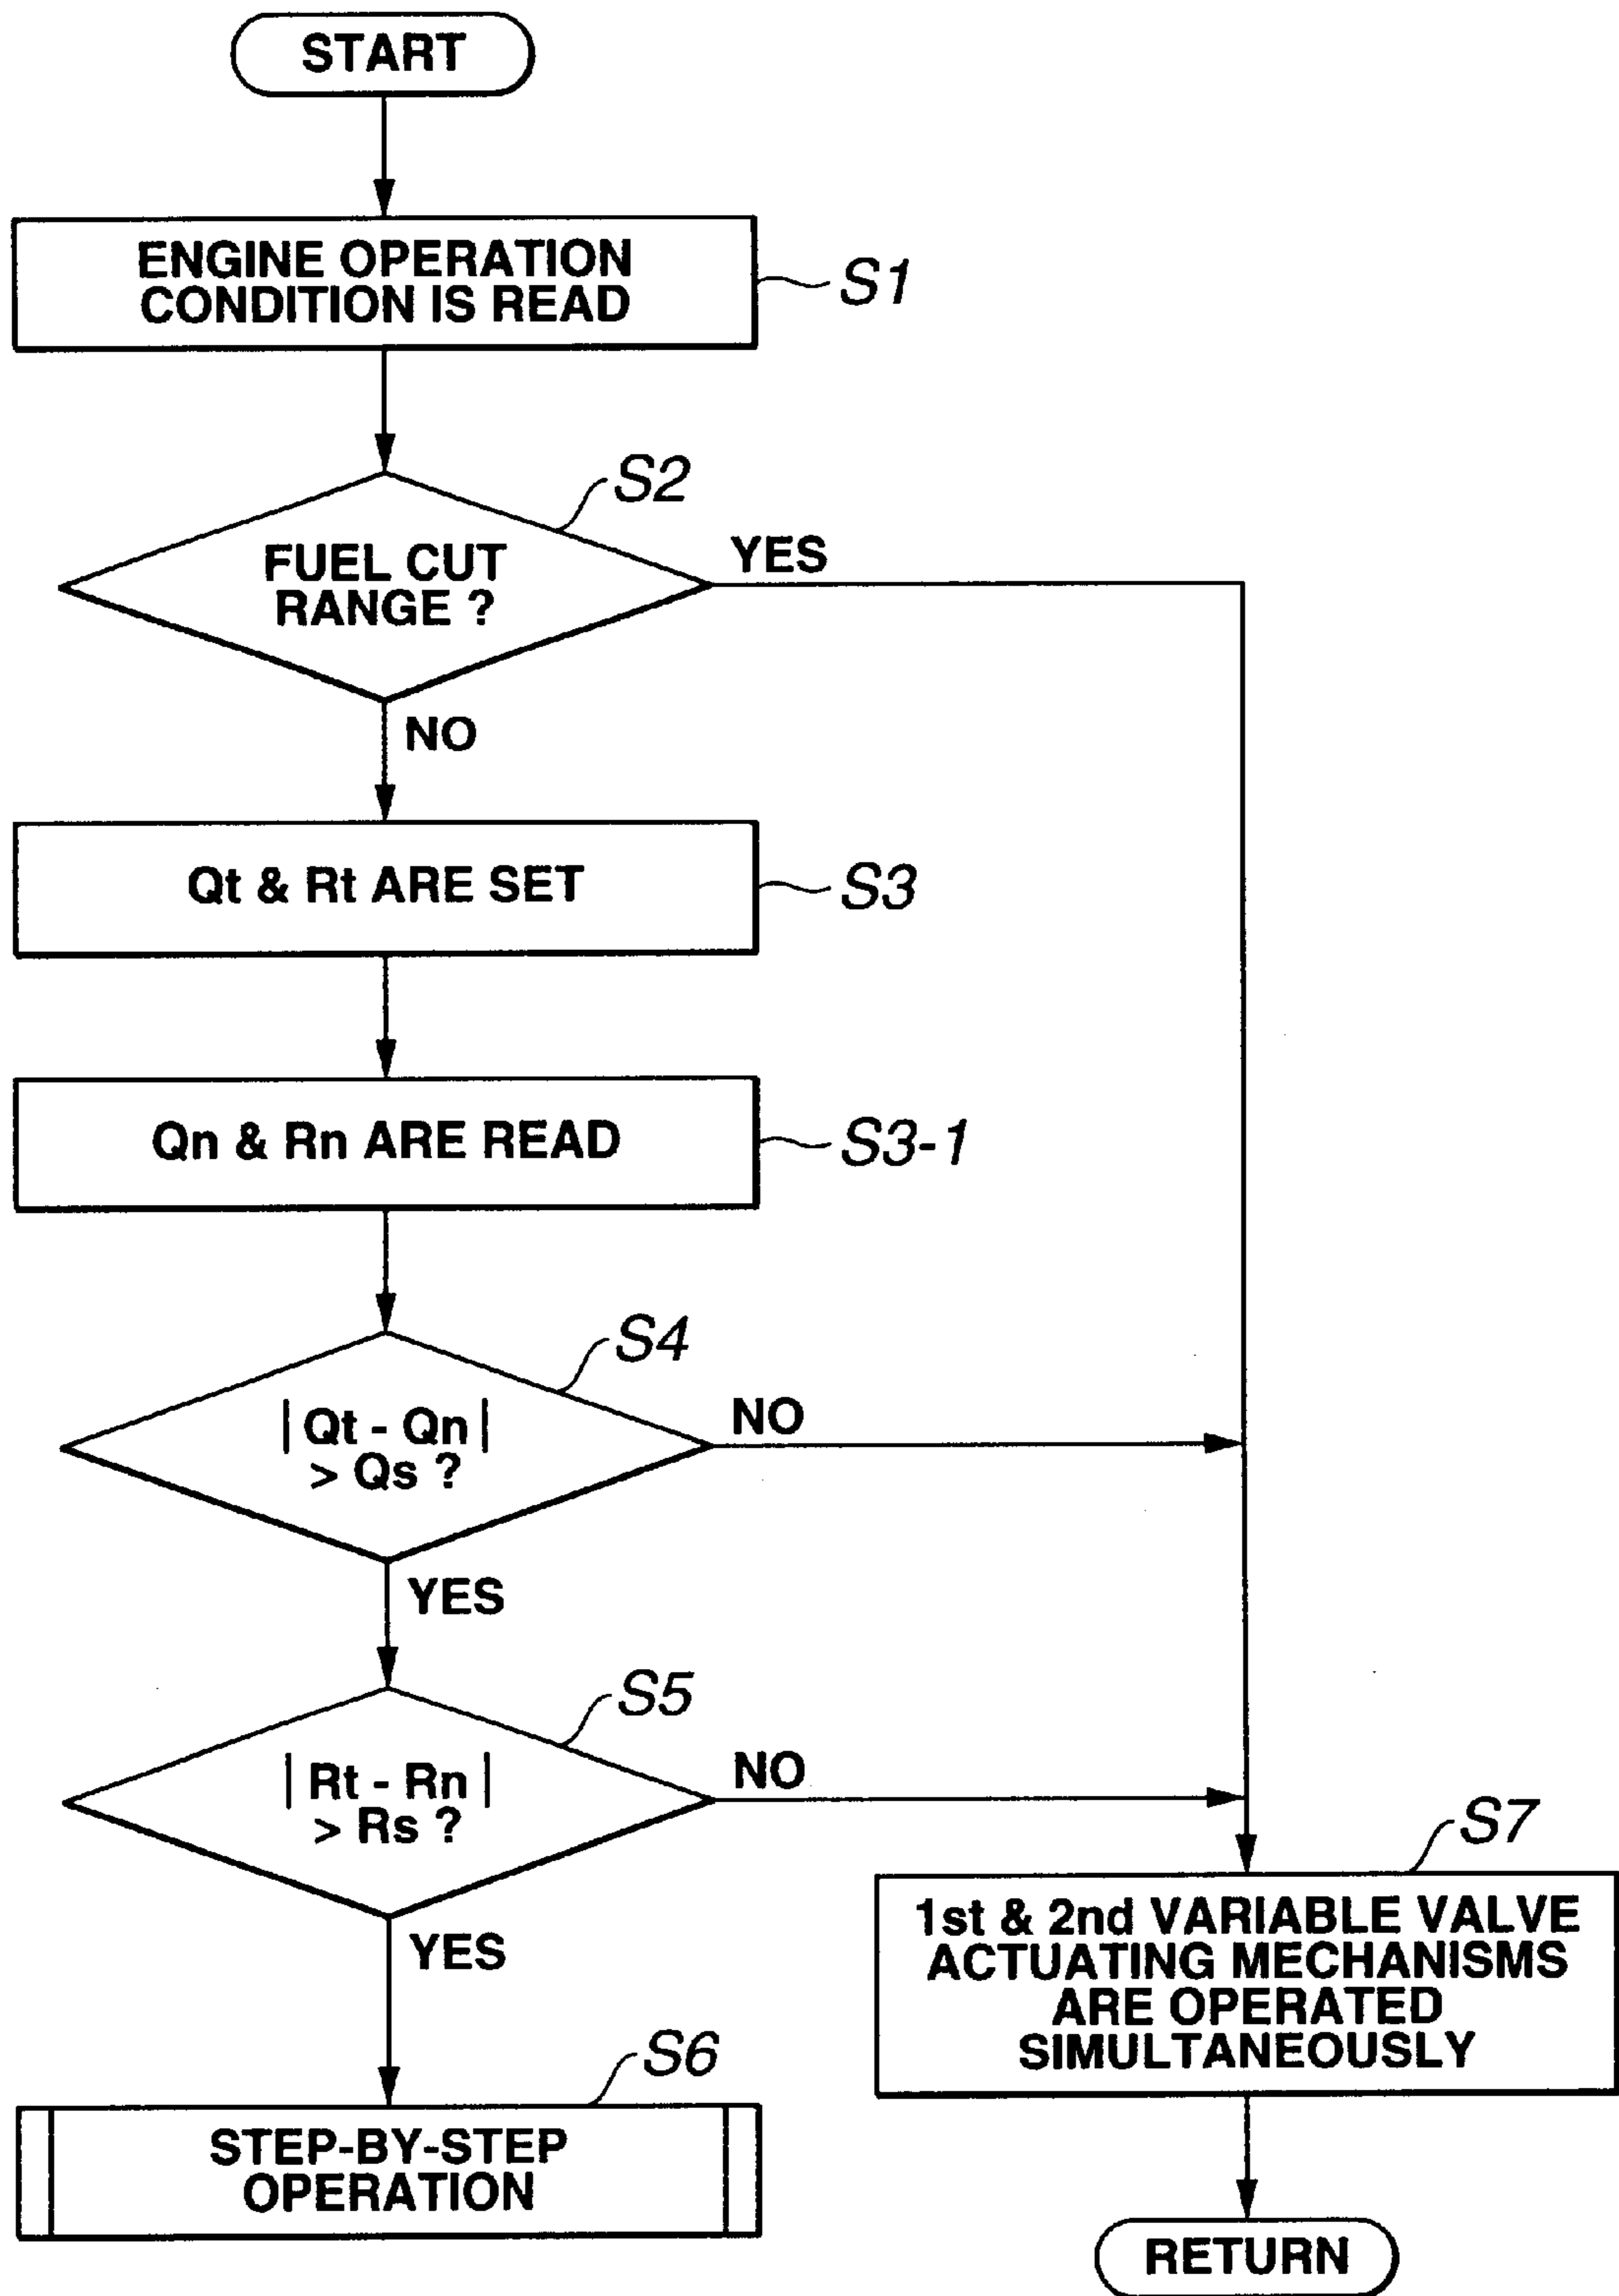 START
ENGINE OPERATION
CONDITION IS READ
S1
S2
FUEL CUT
RANGE ?
YES
NO
Qt & Rt ARE SET
S3
Qn & Rn ARE READ
S3-1
S4
| Qt - Qn |
> Qs ?
NO
YES
S5
| Rt - Rn |
> Rs ?
NO
YES
S6
STEP-BY-STEP
OPERATION
S7
1st & 2nd VARIABLE VALVE
ACTUATING MECHANISMS
ARE OPERATED
SIMULTANEOUSLY
RETURN